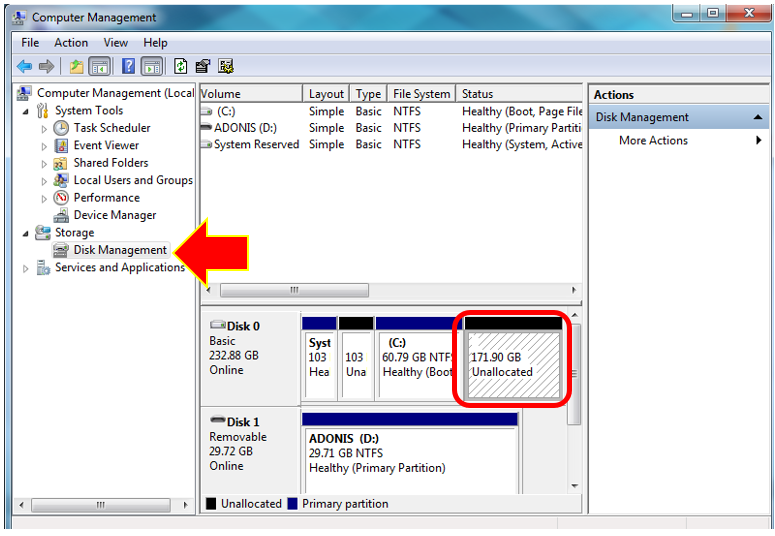 Computer Management
File Action View Help
Computer Management (Local
System Tools
Task Scheduler
Event Viewer
Shared Folders
Local Users and Groups
Performance
Device Manager
Storage
Disk Management
Services and Applications
Volume Layout Type File System Status
(C:) Simple Basic NTFS Healthy (Boot, Page File
ADONIS (D:) Simple Basic NTFS Healthy (Primary Partiti
System Reserved Simple Basic NTFS Healthy (System, Active
Actions
Disk Management
More Actions
Disk 0
Basic
232.88 GB
Online
Syst
103
Hea
103
Una
(C:)
60.79 GB NTFS
Healthy (Boot
171.90 GB
Unallocated
Disk 1
Removable
29.72 GB
Online
ADONIS (D:)
29.71 GB NTFS
Healthy (Primary Partition)
Unallocated Primary partition